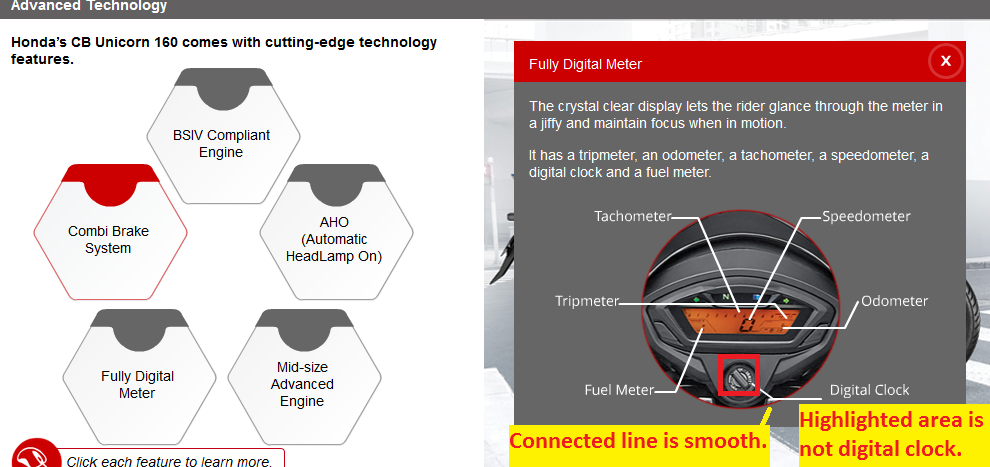 Advanced Technology
Honda's CB Unicorn 160 comes with cutting-edge technology
features.
BSIV Compliant
Engine
Combi Brake
System
AHO
(Automatic
HeadLamp On)
Fully Digital
Meter
Mid-size
Advanced
Engine
Click each feature to learn more.
Fully Digital Meter
X
The crystal clear display lets the rider glance through the meter in
a jiffy and maintain focus when in motion.
It has a tripmeter, an odometer, a tachometer, a speedometer, a
digital clock and a fuel meter.
Tachometer
Speedometer
N
Tripmeter
Odometer
0
Fuel Meter
Digital Clock
Connected line is smooth.
Highlighted area is
not digital clock.